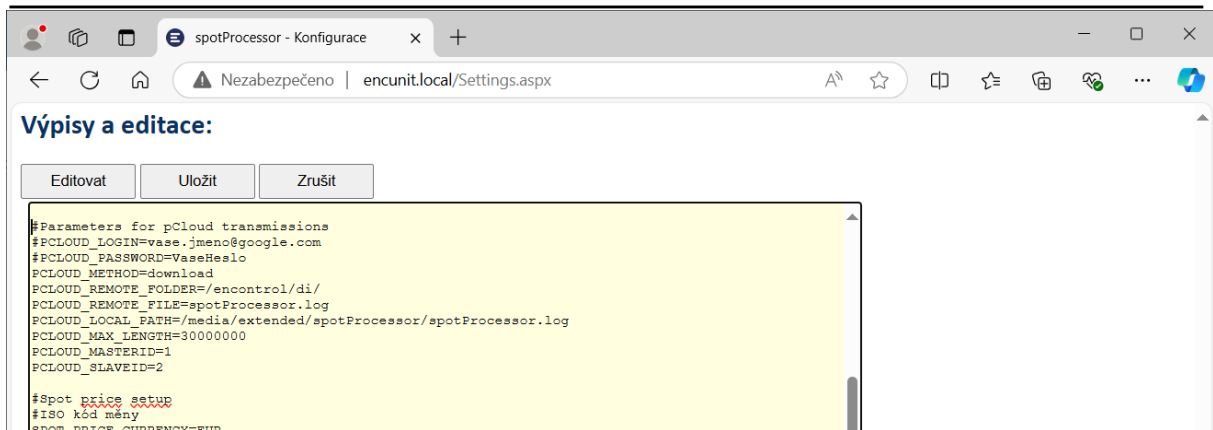 spotProcessor - Konfigurace
Nezabezpečeno | encunit.local/Settings.aspx
Výpisy a editace:
Editovat Uložit Zrušit
#Parameters for pCloud transmissions
#PCLOUD_LOGIN=vase.jmeno@google.com
#PCLOUD_PASSWORD=VaseHeslo
PCLOUD_METHOD=download
PCLOUD_REMOTE_FOLDER=/encontrol/di/
PCLOUD_REMOTE_FILE=spotProcessor.log
PCLOUD_LOCAL_PATH=/media/extended/spotProcessor/spotProcessor.log
PCLOUD_MAX_LENGTH=30000000
PCLOUD_MASTERID=1
PCLOUD_SLAVEID=2
#Spot price setup
#ISO kód měny
SPOT_PRICE_CURRENCY=EUR